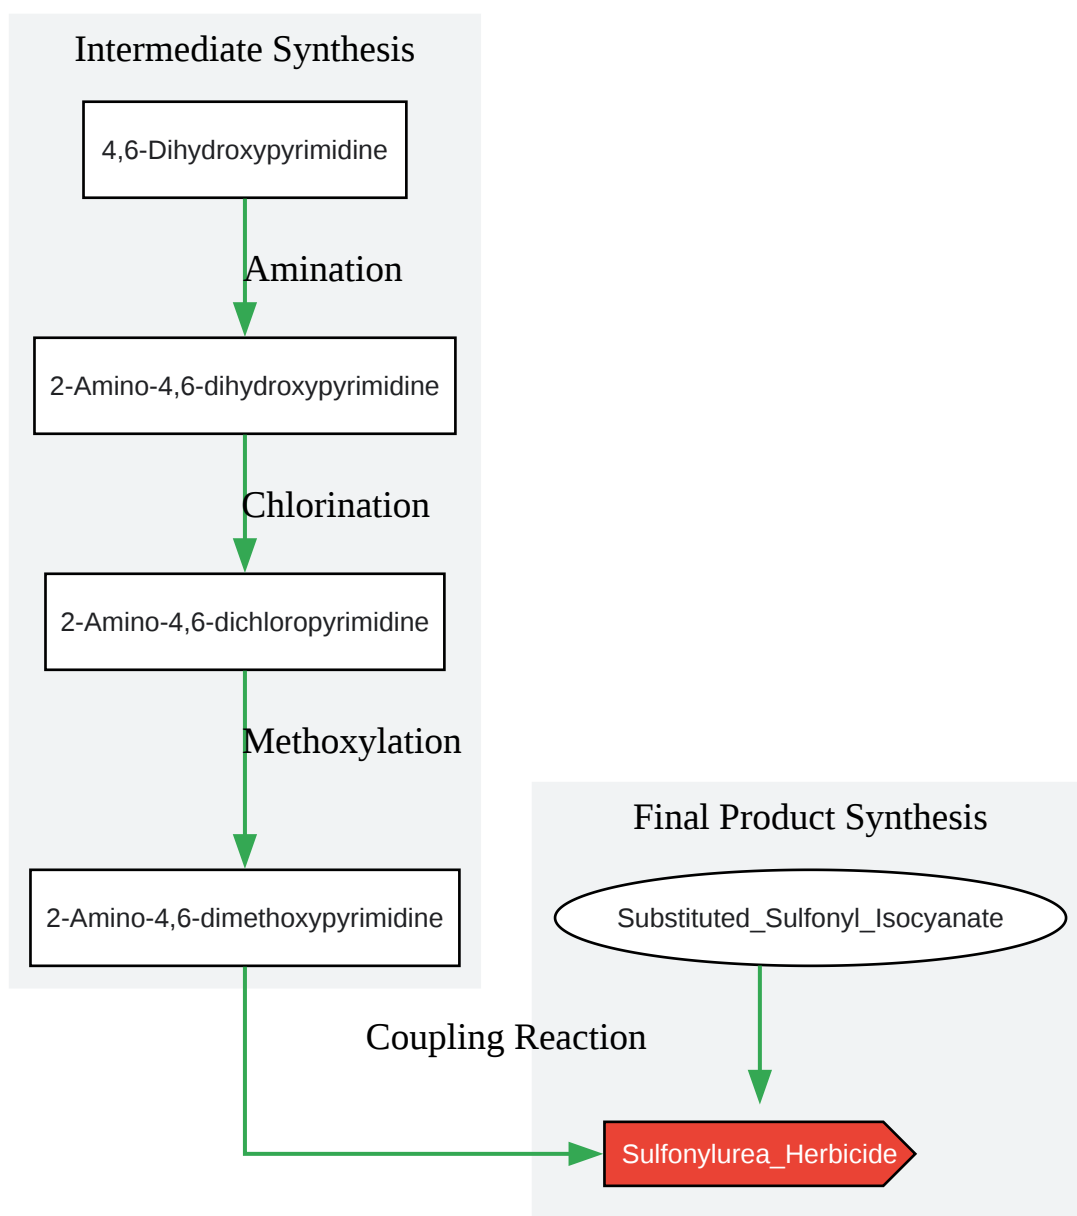 Intermediate Synthesis
4,6-Dihydroxypyrimidine
Amination
2-Amino-4,6-dihydroxypyrimidine
Chlorination
2-Amino-4,6-dichloropyrimidine
Methoxylation
2-Amino-4,6-dimethoxypyrimidine
Final Product Synthesis
Substituted_Sulfonyl_Isocyanate
Coupling Reaction
Sulfonylurea_Herbicide